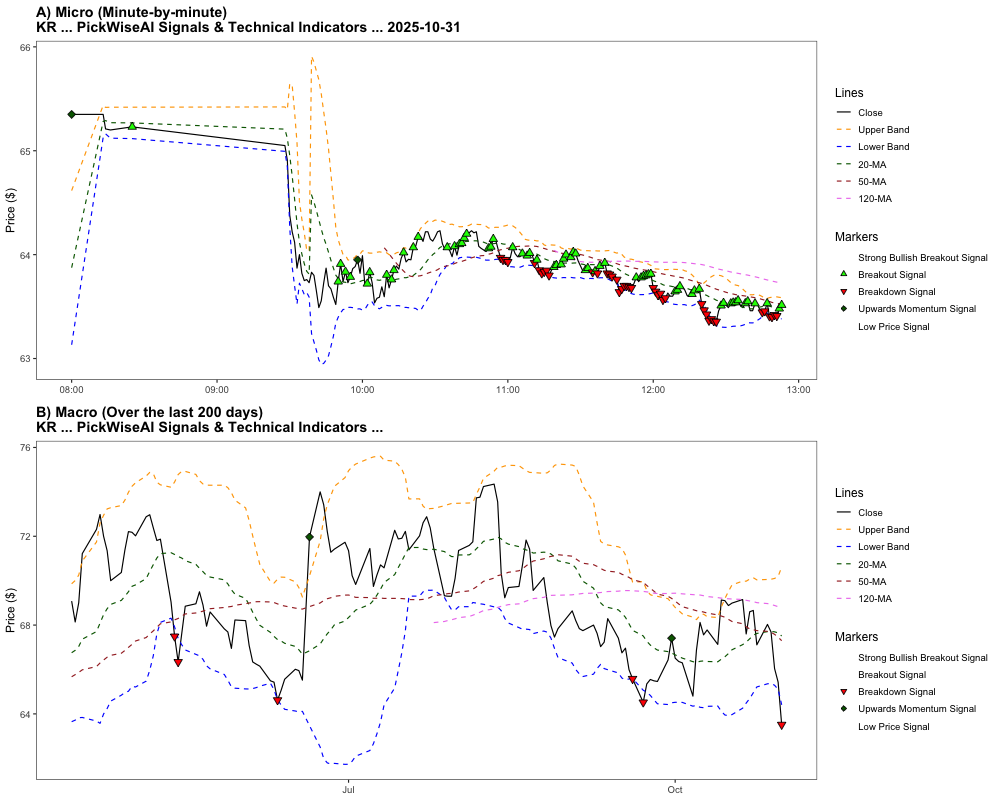 A) Micro (Minute-by-minute)
KR ... PickWiseAI Signals & Technical Indicators ... 2025-10-31
66
65
64
63
Price ($)
08:00
09:00
10:00
11:00
12:00
13:00
Lines
Close
Upper Band
Lower Band
20-MA
50-MA
120-MA
Markers
Strong Bullish Breakout Signal
Breakout Signal
Breakdown Signal
Upwards Momentum Signal
Low Price Signal
B) Macro (Over the last 200 days)
KR ... PickWiseAI Signals & Technical Indicators ...
76
72
68
64
Price ($)
Jul
Oct
Lines
Close
Upper Band
Lower Band
20-MA
50-MA
120-MA
Markers
Strong Bullish Breakout Signal
Breakout Signal
Breakdown Signal
Upwards Momentum Signal
Low Price Signal